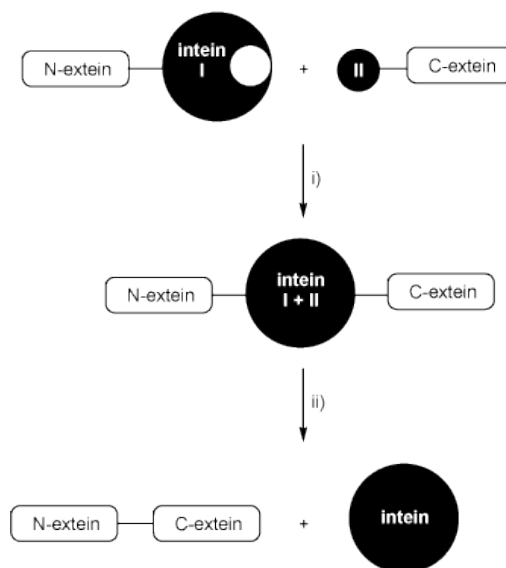 N-extein
intein
I
+
II
C-extein
i)
N-extein
intein
I + II
C-extein
ii)
N-extein
C-extein
+
intein